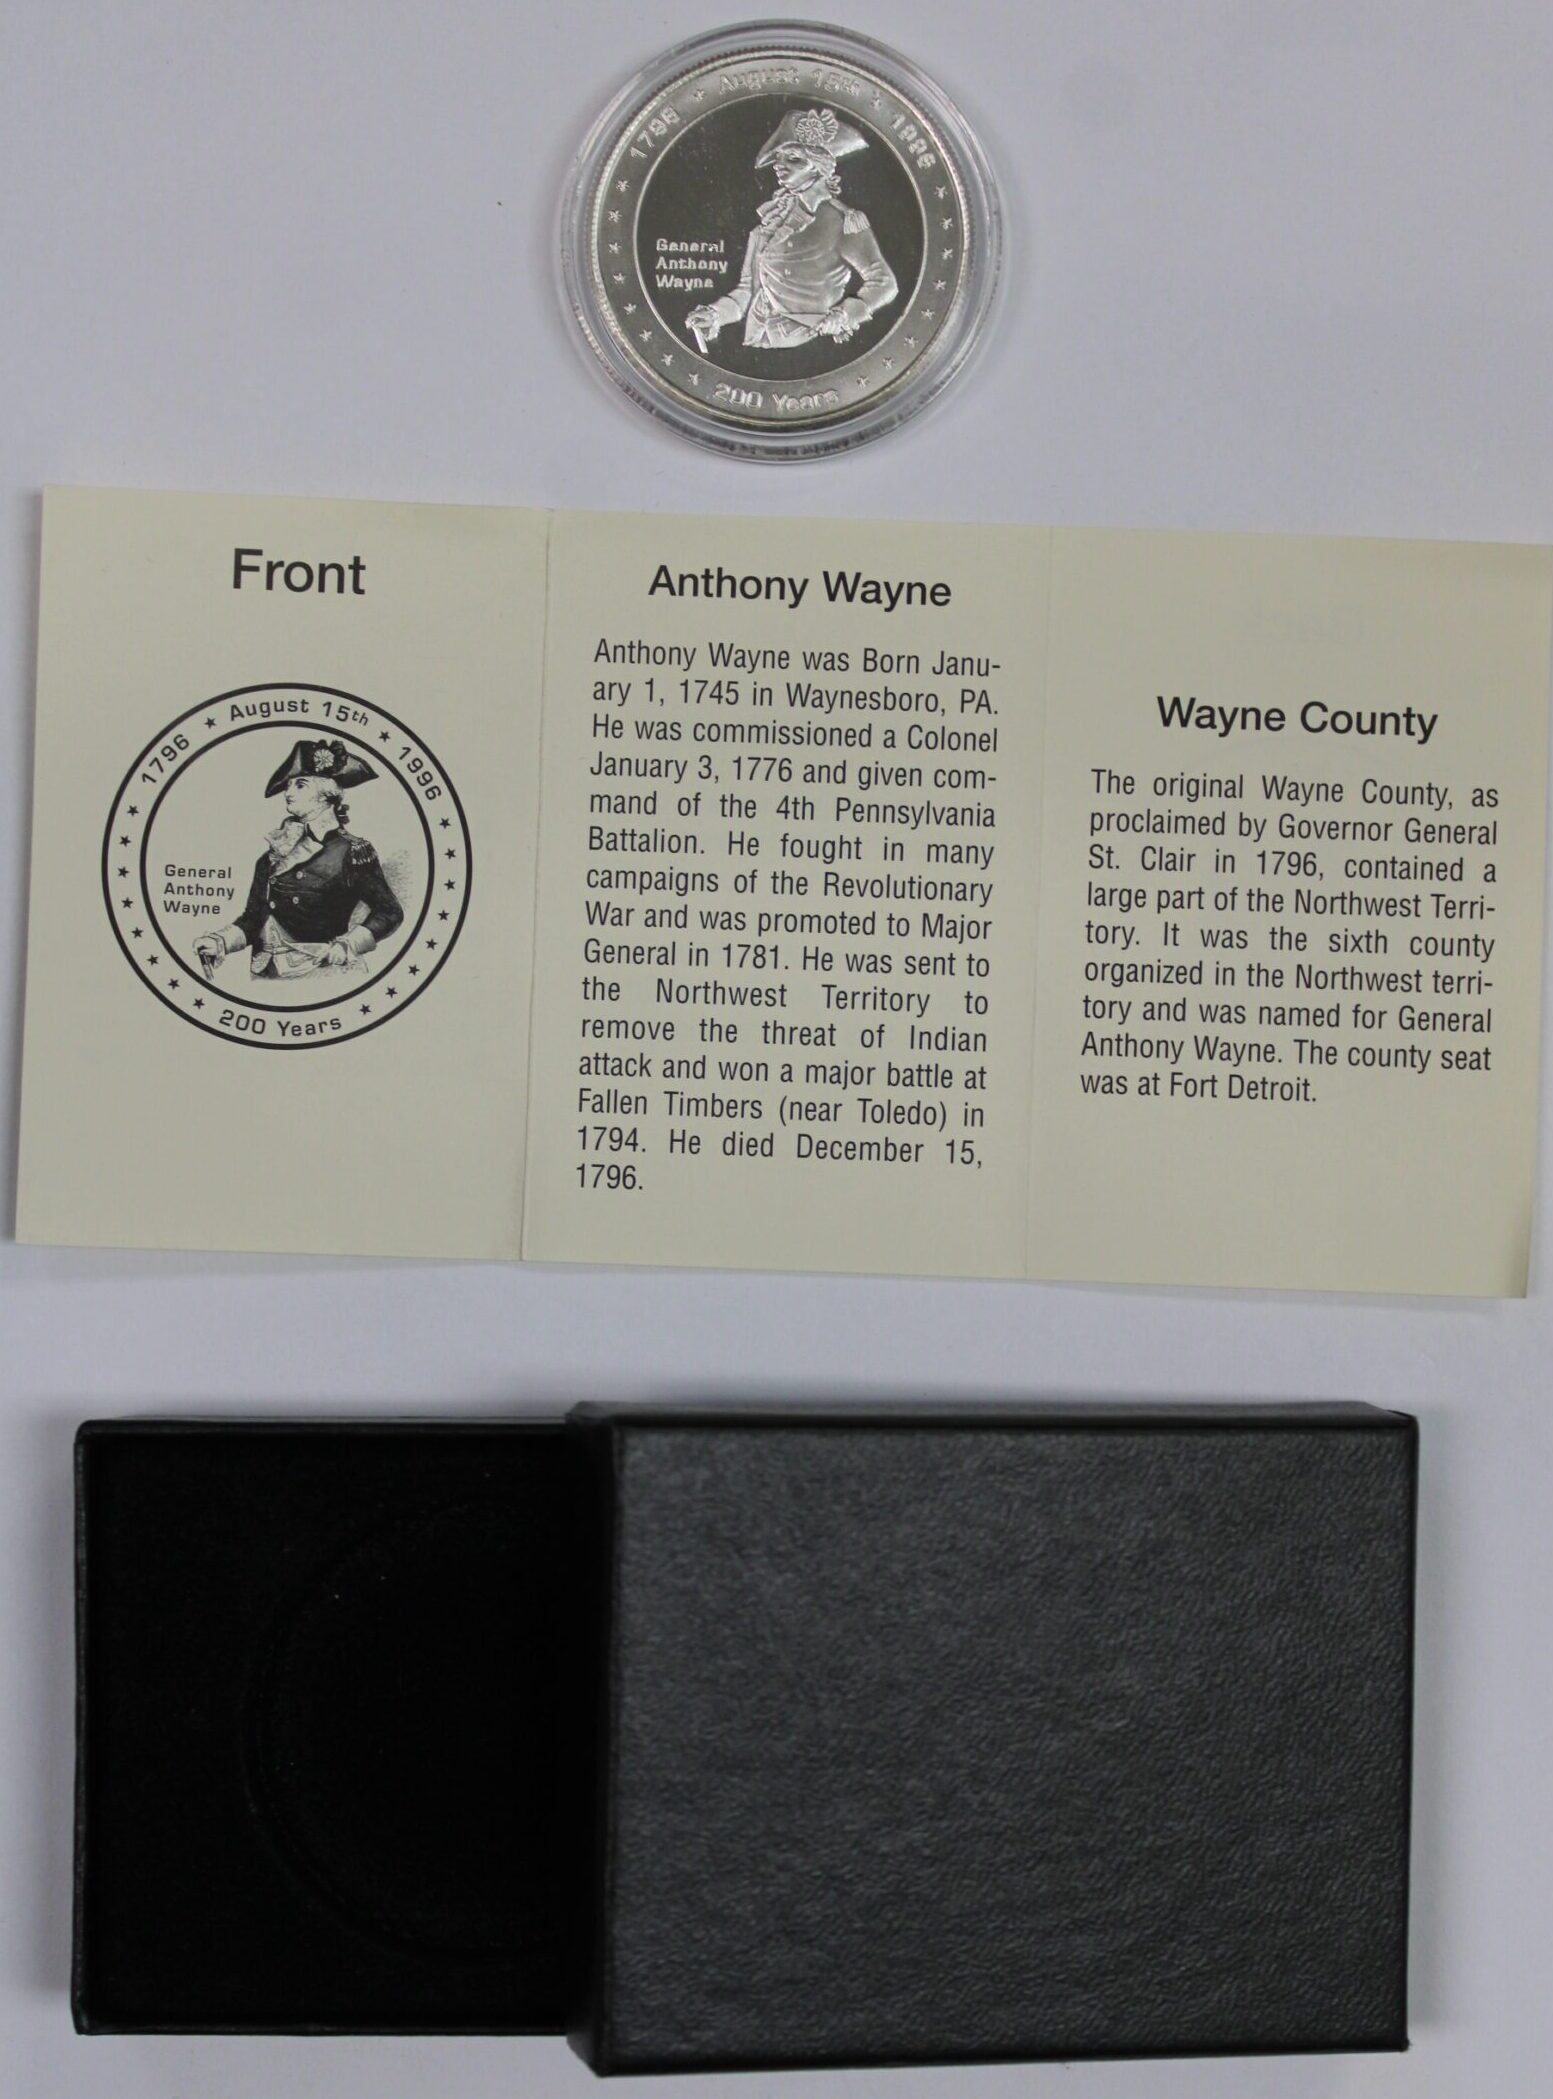 1796 ★ August 15th ★ 1996
General
Anthony
Wayne
200 Years
Front
1796 ★ August 15th ★ 1996
General
Anthony
Wayne
200 Years
Anthony Wayne
Anthony Wayne was Born Janu-
ary 1, 1745 in Waynesboro, PA.
He was commissioned a Colonel
January 3, 1776 and given com-
mand of the 4th Pennsylvania
Battalion. He fought in many
campaigns of the Revolutionary
War and was promoted to Major
General in 1781. He was sent to
the Northwest Territory to
remove the threat of Indian
attack and won a major battle at
Fallen Timbers (near Toledo) in
1794. He died December 15,
1796.
Wayne County
The original Wayne County, as
proclaimed by Governor General
St. Clair in 1796, contained a
large part of the Northwest Terri-
tory. It was the sixth county
organized in the Northwest terri-
tory and was named for General
Anthony Wayne. The county seat
was at Fort Detroit.